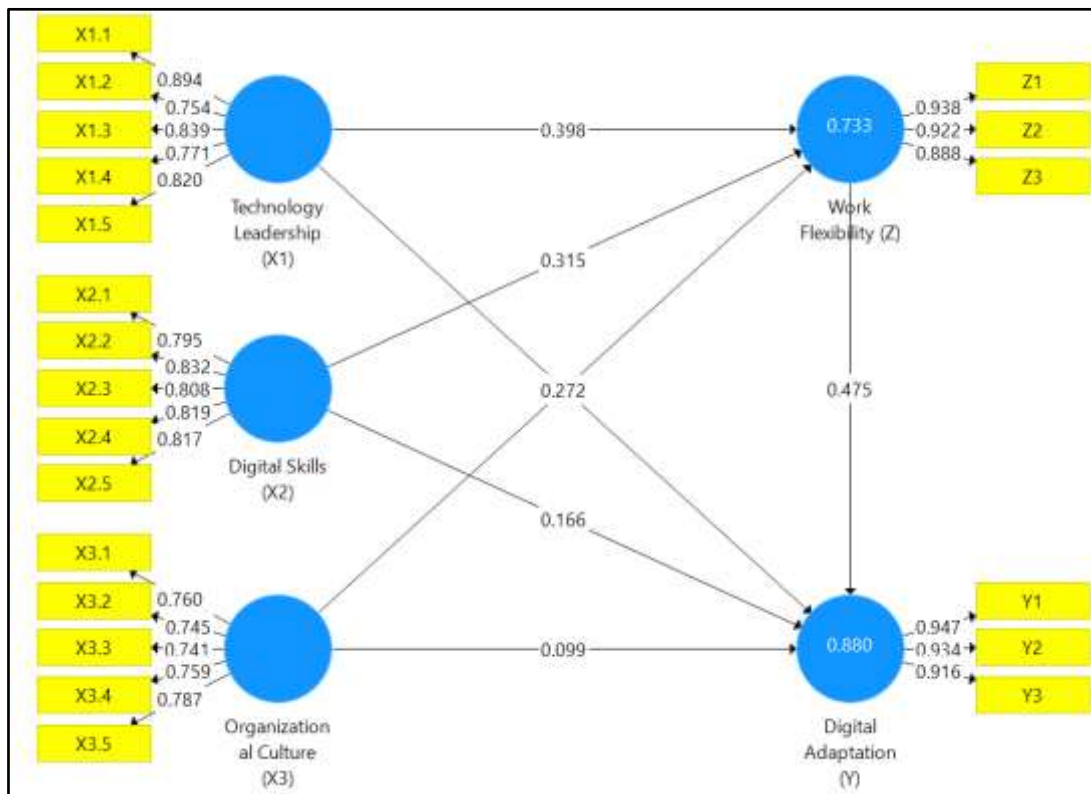 X1.1
0.894
X1.2
0.754
X1.3
0.839
0.771
X1.4
0.820
X1.5
Technology
Leadership
(X1)
0.398
0.733
Work
Flexibility (Z)
0.938
0.922
0.888
Z1
Z2
Z3
X2.1
0.795
X2.2
0.832
X2.3
0.808
0.819
X2.4
0.817
X2.5
Digital Skills
(X2)
0.315
0.272
0.475
0.166
X3.1
0.760
X3.2
0.745
X3.3
0.741
0.759
X3.4
0.787
X3.5
Organization
al Culture
(X3)
0.099
0.880
Digital
Adaptation
(Y)
0.947
0.934
0.916
Y1
Y2
Y3